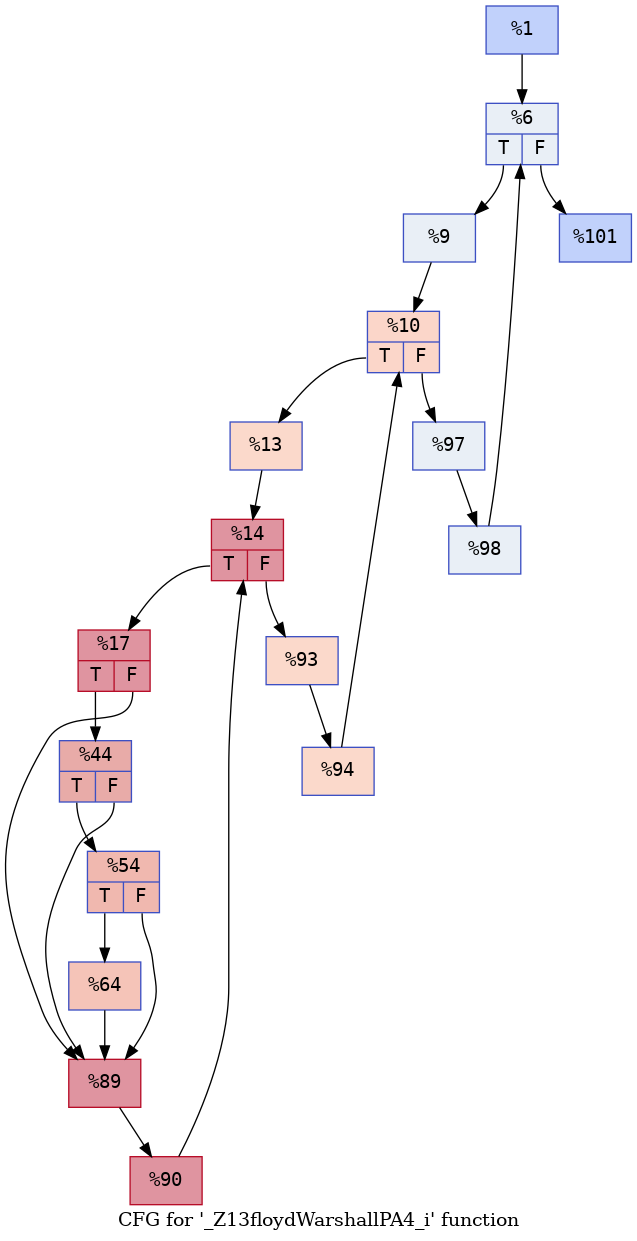 %1
%6
T F
%9
%101
%10
T F
%13
%97
%14
T F
%98
%17
T F
%93
%44
T F
%94
%54
T F
%64
%89
%90
CFG for '_Z13floydWarshallPA4_i' function